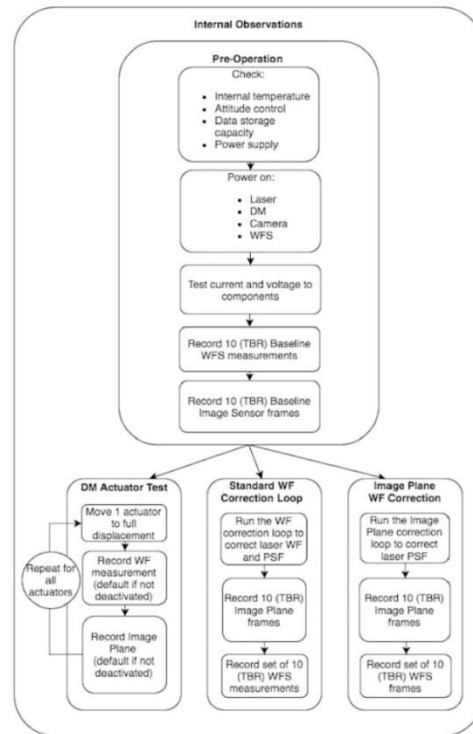 Internal Observations
Pre-Operation
Check:
• Internal temperature
• Attitude control
• Data storage
capacity
• Power supply
Power on:
• Laser
• DM
• Camera
• WFS
Test current and voltage to
components
Record 10 (TBR) Baseline
WFS measurements
Record 10 (TBR) Baseline
Image Sensor frames
DM Actuator Test
Move 1 actuator
to full
displacement
Record WF
measurement
(default if not
deactivated)
Record Image
Plane
(default if not
deactivated)
Repeat for
all
actuators
Standard WF
Correction Loop
Run the WF
correction loop to
correct laser WF
and PSF
Record 10 (TBR)
Image Plane
frames
Record set of 10
(TBR) WFS
measurements
Image Plane
WF Correction
Run the Image
Plane correction
loop to correct
laser PSF
Record 10 (TBR)
Image Plane
frames
Record set of 10
(TBR) WFS
frames